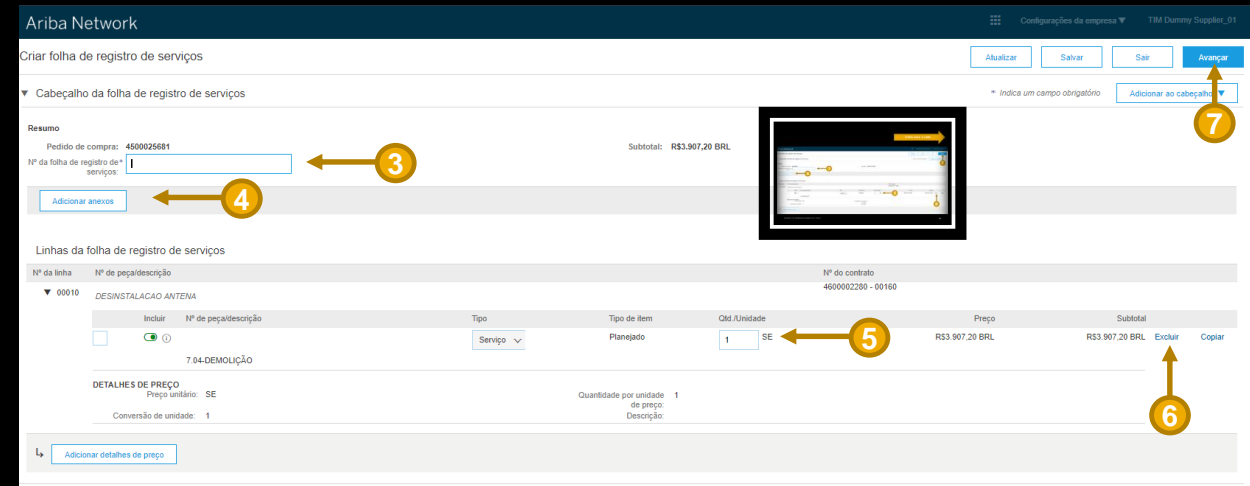 Ariba Network
Configurações da empresa ▼ TIM Dummy Supplier_01
Criar folha de registro de serviços
Atualizar Salvar Sair Avançar
▼ Cabeçalho da folha de registro de serviços
* Indica um campo obrigatório Adicionar ao cabeçalho ▼
7
Resumo
Pedido de compra: 4500025681
Subtotal: R$3.907,20 BRL
Nº da folha de registro de*
serviços:
3
Adicionar anexos
4
Linhas da folha de registro de serviços
Nº da linha Nº de peça/descrição Nº do contrato
▼ 00010 DESINSTALACAO ANTENA 4600002280 - 00160
Incluir Nº de peça/descrição Tipo Tipo de item Qtd./Unidade Preço Subtotal
Serviço Planejado 1 SE 5 R$3.907,20 BRL R$3.907,20 BRL Excluir Copiar
7.04-DEMOLIÇÃO
DETALHES DE PREÇO
Preço unitário: SE
Quantidade por unidade 1
de preço:
Conversão de unidade: 1
Descrição:
6
Adicionar detalhes de preço